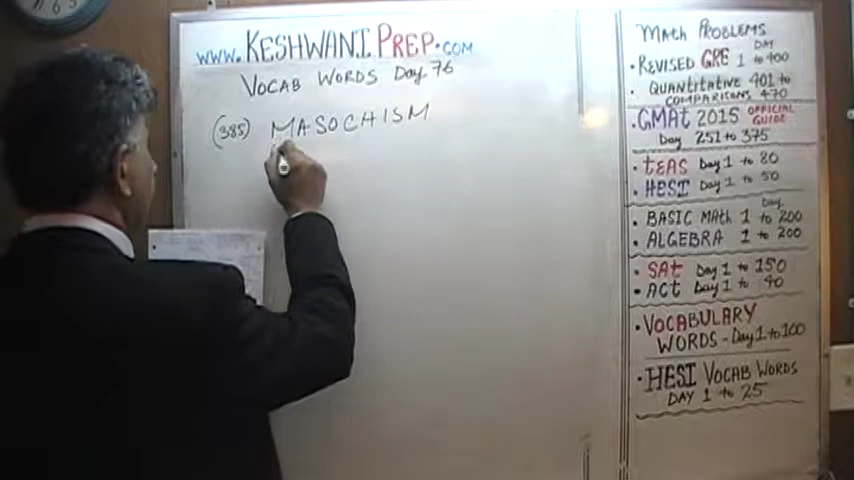 www.KESHWANIPREP.COM
VOCAB WORDS Day 76
(385) MASOCHISM
Math PROBLEMS
DAY
• REVISED GRE 1 to 400
• QUANTITATIVE 401 to
COMPARISONS 470
• GMAt 2015 OFFICIAL
GUIDE
Day 251 to 375
• tEAS Day 1 to 80
• HESI Day 1 to 50
Day
• BASIC Math 1 to 200
• ALGEBRA 1 to 200
• SAt Day 1 to 150
• ACt Day 1 to 40
• VOCABULARY
WORDS - Day 1 to 100
• HESI VOCAB WORDS
DAY 1 to 25